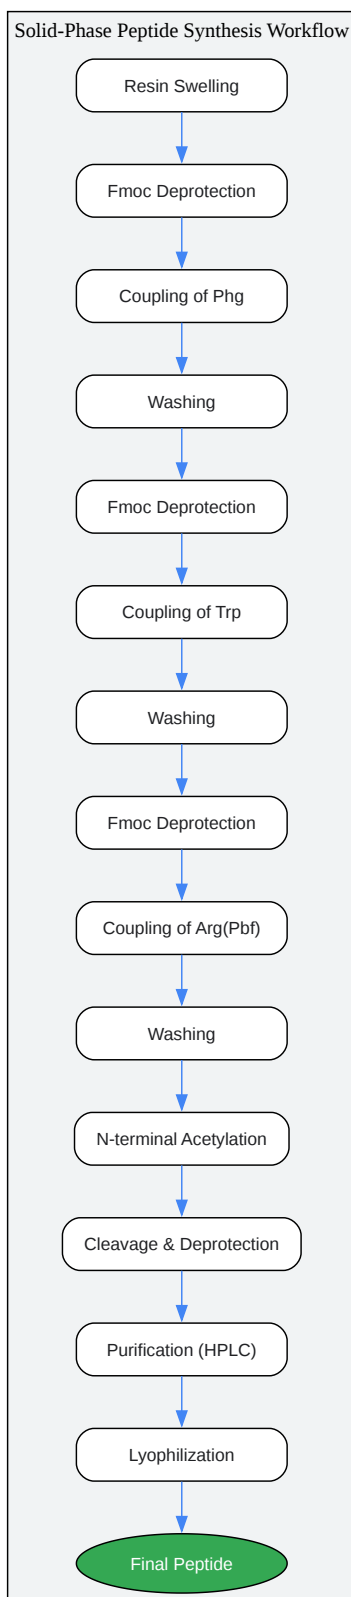 Solid-Phase Peptide Synthesis Workflow
Resin Swelling
Fmoc Deprotection
Coupling of Phg
Washing
Fmoc Deprotection
Coupling of Trp
Washing
Fmoc Deprotection
Coupling of Arg(Pbf)
Washing
N-terminal Acetylation
Cleavage & Deprotection
Purification (HPLC)
Lyophilization
Final Peptide